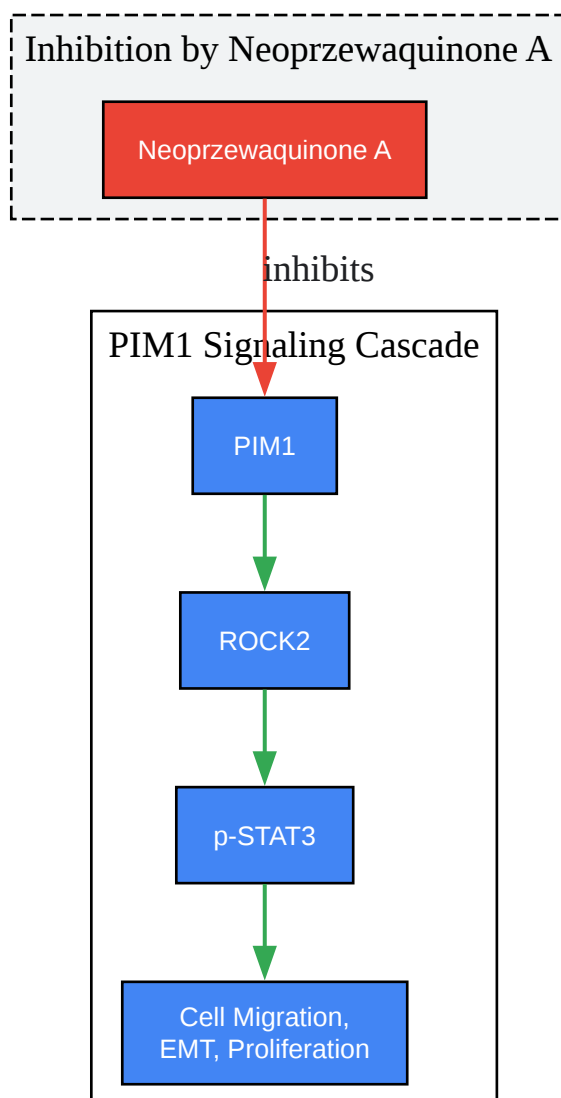 Inhibition by Neoprzewaquinone A
Neoprzewaquinone A
inhibits
PIM1 Signaling Cascade
PIM1
ROCK2
p-STAT3
Cell Migration,
EMT, Proliferation